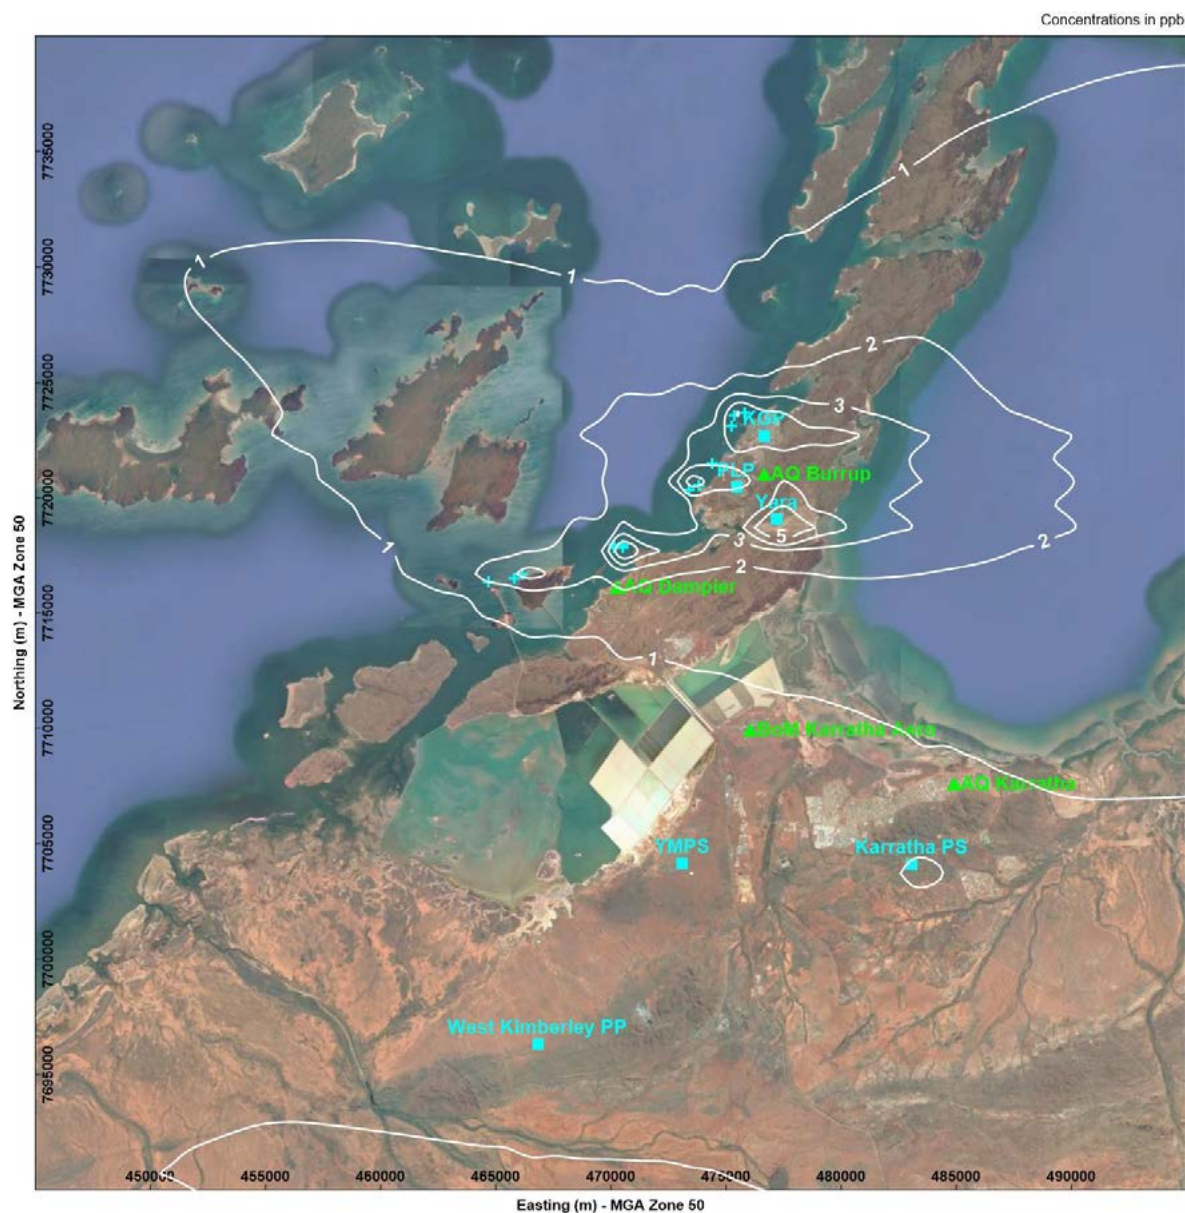 Concentrations in ppb
7735000
7730000
7725000
7720000
7715000
7710000
7705000
7700000
7695000
Northing (m) - MGA Zone 50
1
1
1
2
3
KGP
PLP
AQ Burrup
Yara
5
3
2
2
1
AQ Dampier
1
BoM Karratha Aero
AQ Karratha
YMPS
Karratha PS
West Kimberley PP
450000
455000
460000
465000
470000
475000
480000
485000
490000
Easting (m) - MGA Zone 50